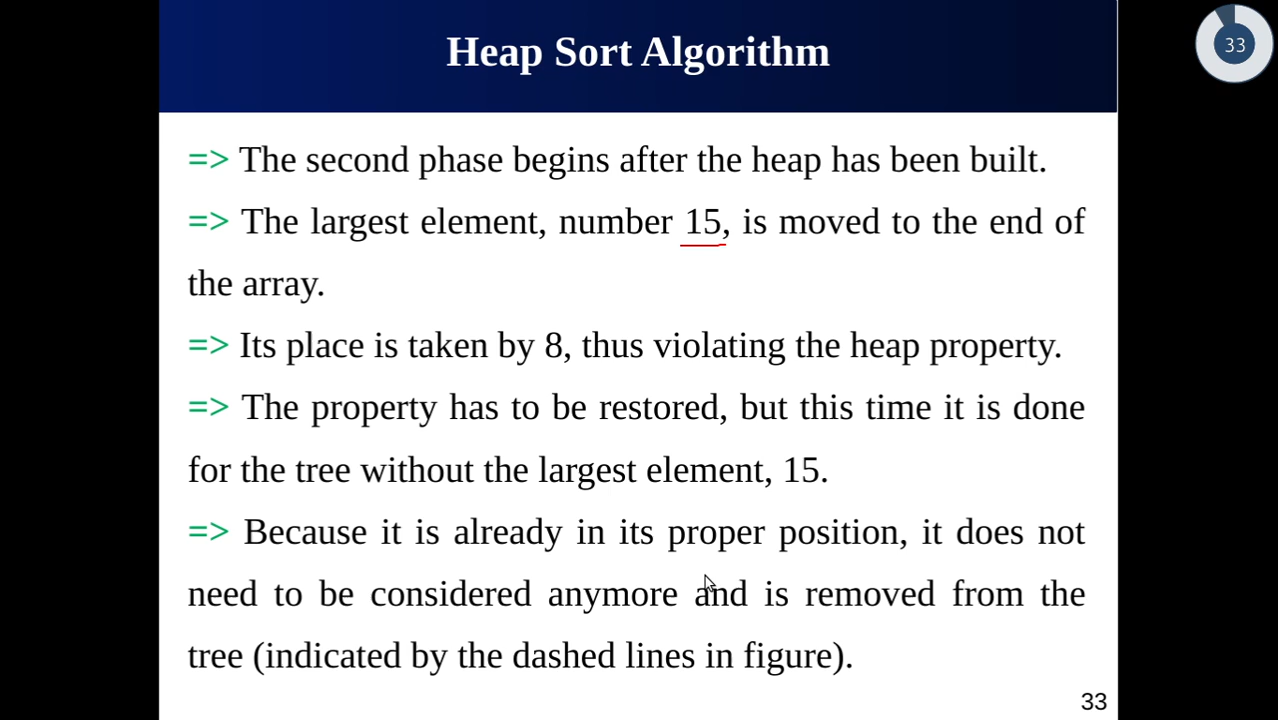 Heap Sort Algorithm
33
=> The second phase begins after the heap has been built.
=> The largest element, number 15, is moved to the end of
the array.
=> Its place is taken by 8, thus violating the heap property.
=> The property has to be restored, but this time it is done
for the tree without the largest element, 15.
=> Because it is already in its proper position, it does not
need to be considered anymore and is removed from the
tree (indicated by the dashed lines in figure).
33